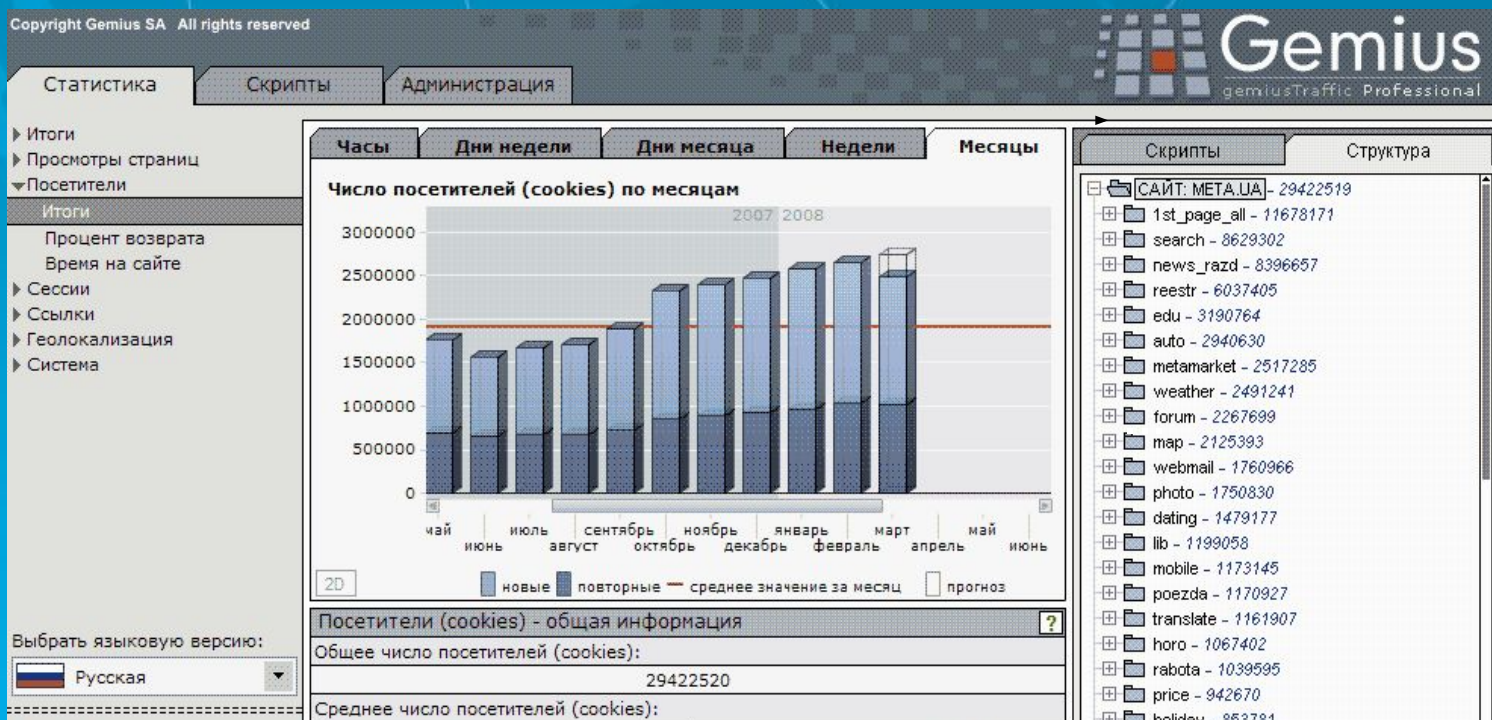 Copyright Gemius SA All rights reserved
Gemius
gemiusTraffic Professional
Статистика
Скрипты
Администрация
Итоги
Просмотры страниц
Посетители
Итоги
Процент возврата
Время на сайте
Сессии
Ссылки
Геолокализация
Система
Выбрать языковую версию:
Русская
Часы
Дни недели
Дни месяца
Недели
Месяцы
Число посетителей (cookies) по месяцам
2007 2008
3000000
2500000
2000000
1500000
1000000
500000
0
май июль сентябрь ноябрь январь март май
июнь август октябрь декабрь февраль апрель июнь
2D
новые повторные среднее значение за месяц прогноз
Посетители (cookies) - общая информация ?
Общее число посетителей (cookies):
29422520
Среднее число посетителей (cookies):
Скрипты
Структура
САЙТ: META.UA - 29422519
1st_page_all - 11678171
search - 8629302
news_razd - 8396657
reestr - 6037405
edu - 3190764
auto - 2940630
metamarket - 2517285
weather - 2491241
forum - 2267699
map - 2125393
webmail - 1760966
photo - 1750830
dating - 1479177
lib - 1199058
mobile - 1173145
poezda - 1170927
translate - 1161907
horo - 1067402
rabota - 1039595
price - 942670
holiday - 853781